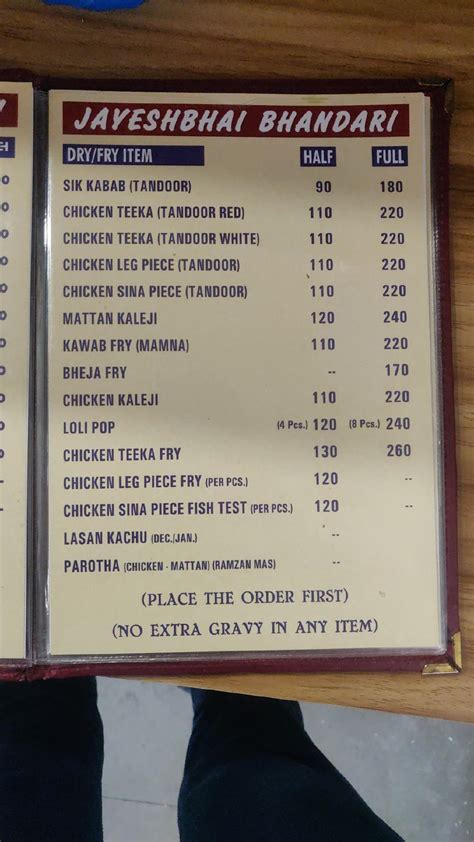 JAYESHBHAI BHANDARI
DRY/FRY ITEM HALF FULL
SIK KABAB (TANDOOR) 90 180
CHICKEN TEEKA (TANDOOR RED) 110 220
CHICKEN TEEKA (TANDOOR WHITE) 110 220
CHICKEN LEG PIECE (TANDOOR) 110 220
CHICKEN SINA PIECE (TANDOOR) 110 220
MATTAN KALEJI 120 240
KAWAB FRY (MAMNA) 110 220
BHEJA FRY -- 170
CHICKEN KALEJI 110 220
LOLI POP (4 Pcs.) 120 (8 Pcs.) 240
CHICKEN TEEKA FRY 130 260
CHICKEN LEG PIECE FRY (PER PCS.) 120 --
CHICKEN SINA PIECE FISH TEST (PER PCS.) 120 --
LASAN KACHU (DEC./JAN.) --
PAROTHA (CHICKEN - MATTAN) (RAMZAN MAS) --
(PLACE THE ORDER FIRST)
(NO EXTRA GRAVY IN ANY ITEM)